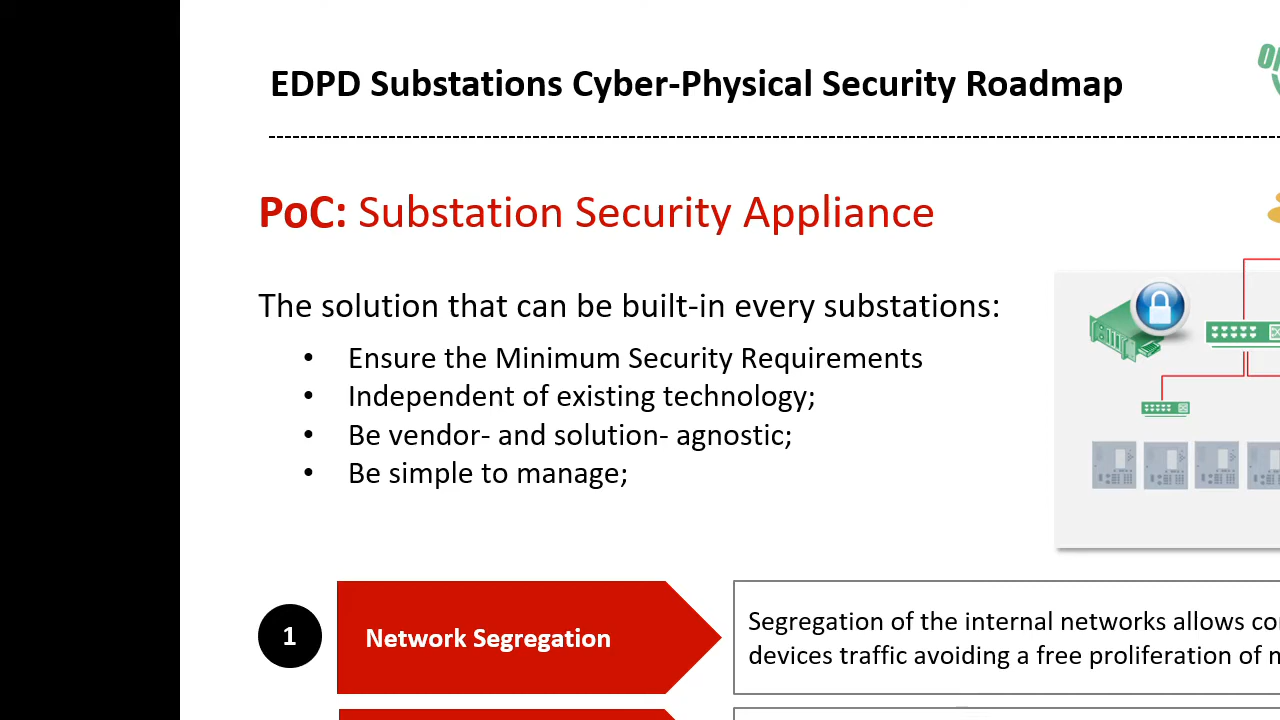 EDPD Substations Cyber-Physical Security Roadmap
PoC: Substation Security Appliance
The solution that can be built-in every substations:
• Ensure the Minimum Security Requirements
• Independent of existing technology;
• Be vendor- and solution- agnostic;
• Be simple to manage;
1
Network Segregation
Segregation of the internal networks allows
devices traffic avoiding a free proliferation of